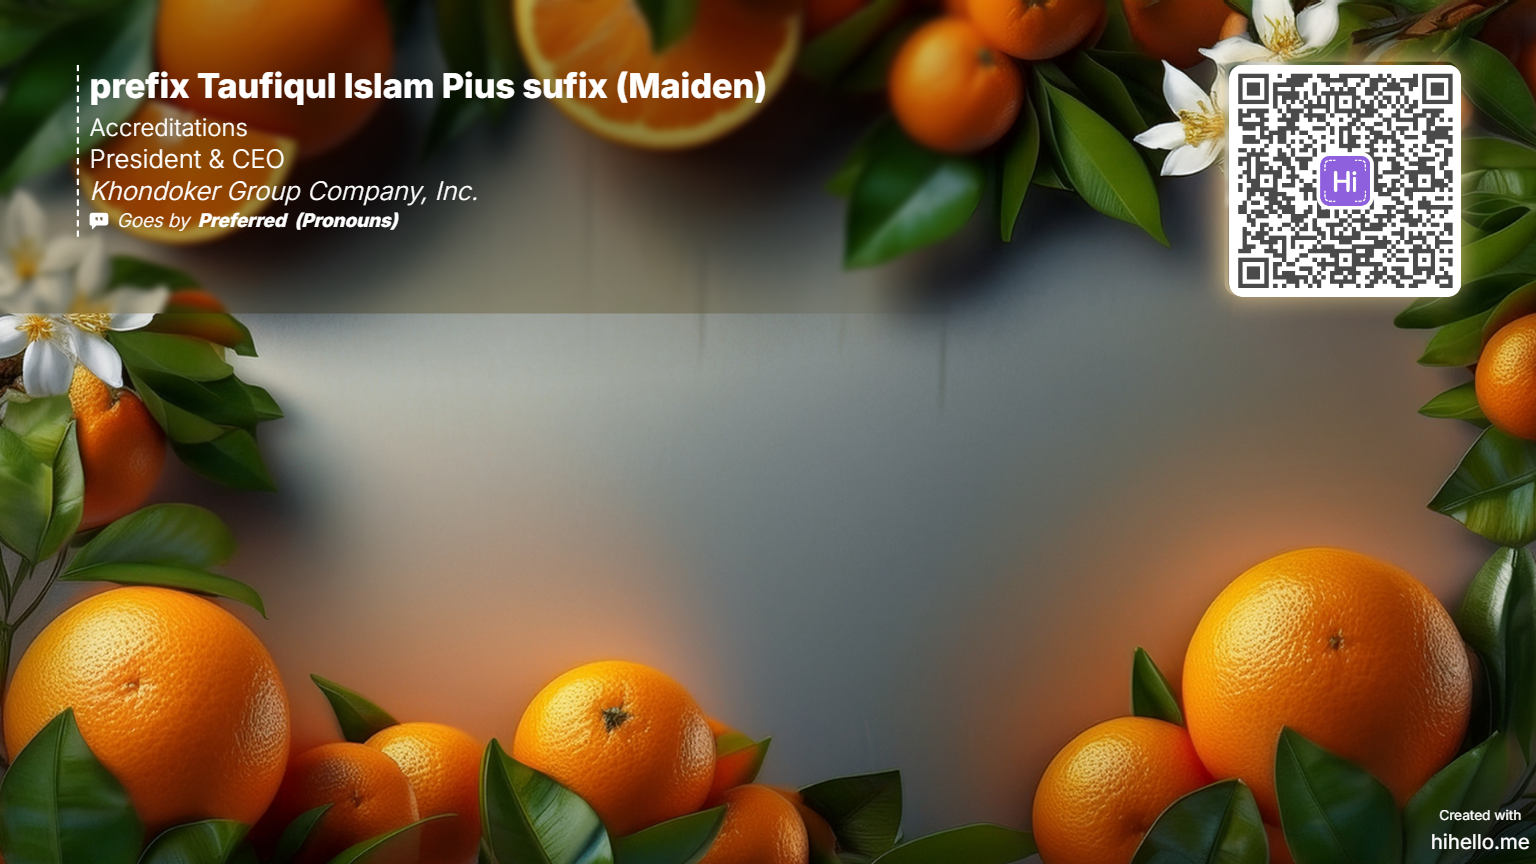 prefix Taufiqul Islam Pius sufix (Maiden)
Accreditations
President & CEO
Khondoker Group Company, Inc.
Goes by Preferred (Pronouns)
Hi
Created with
hihello.me